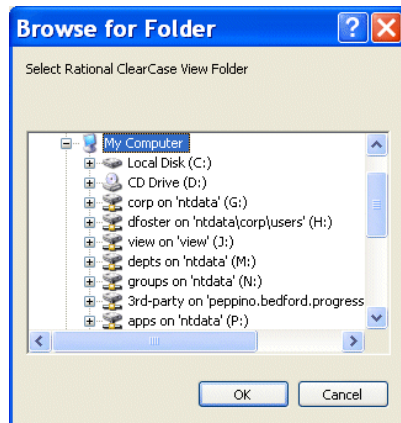 Browse for Folder
Select Rational ClearCase View Folder
My Computer
Local Disk (C:)
CD Drive (D:)
corp on 'ntdata' (G:)
dfoster on 'ntdata\corp\users' (H:)
view on 'view' (J:)
depts on 'ntdata' (M:)
groups on 'ntdata' (N:)
3rd-party on 'peppino.bedford.progress
apps on 'ntdata' (P:)
OK Cancel